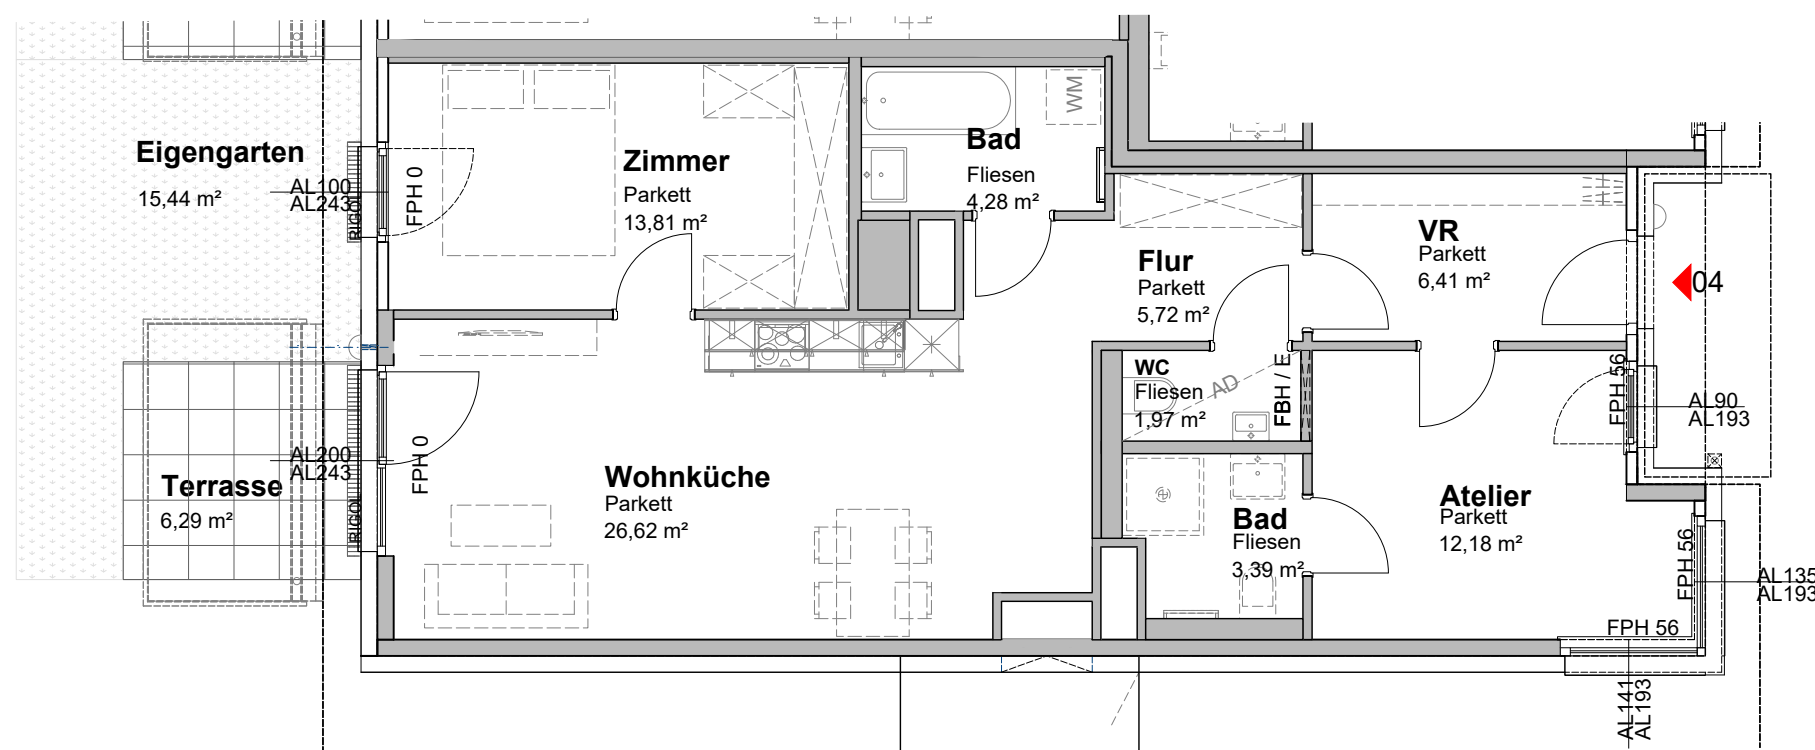 Eigengarten
15,44 m²
AL100
AL243
RIGOL
FPH 0
Zimmer
Parkett
13,81 m²
Bad
Fliesen
4,28 m²
WM
Flur
Parkett
5,72 m²
VR
Parkett
6,41 m²
04
WC
Fliesen
1,97 m²
AD
FBH / E
FPH 56
AL90
AL193
Terrasse
6,29 m²
AL200
AL243
RIGOL
FPH 0
Wohnküche
Parkett
26,62 m²
Bad
Fliesen
3,39 m²
Atelier
Parkett
12,18 m²
FPH 56
AL135
AL193
FPH 56
AL141
AL193